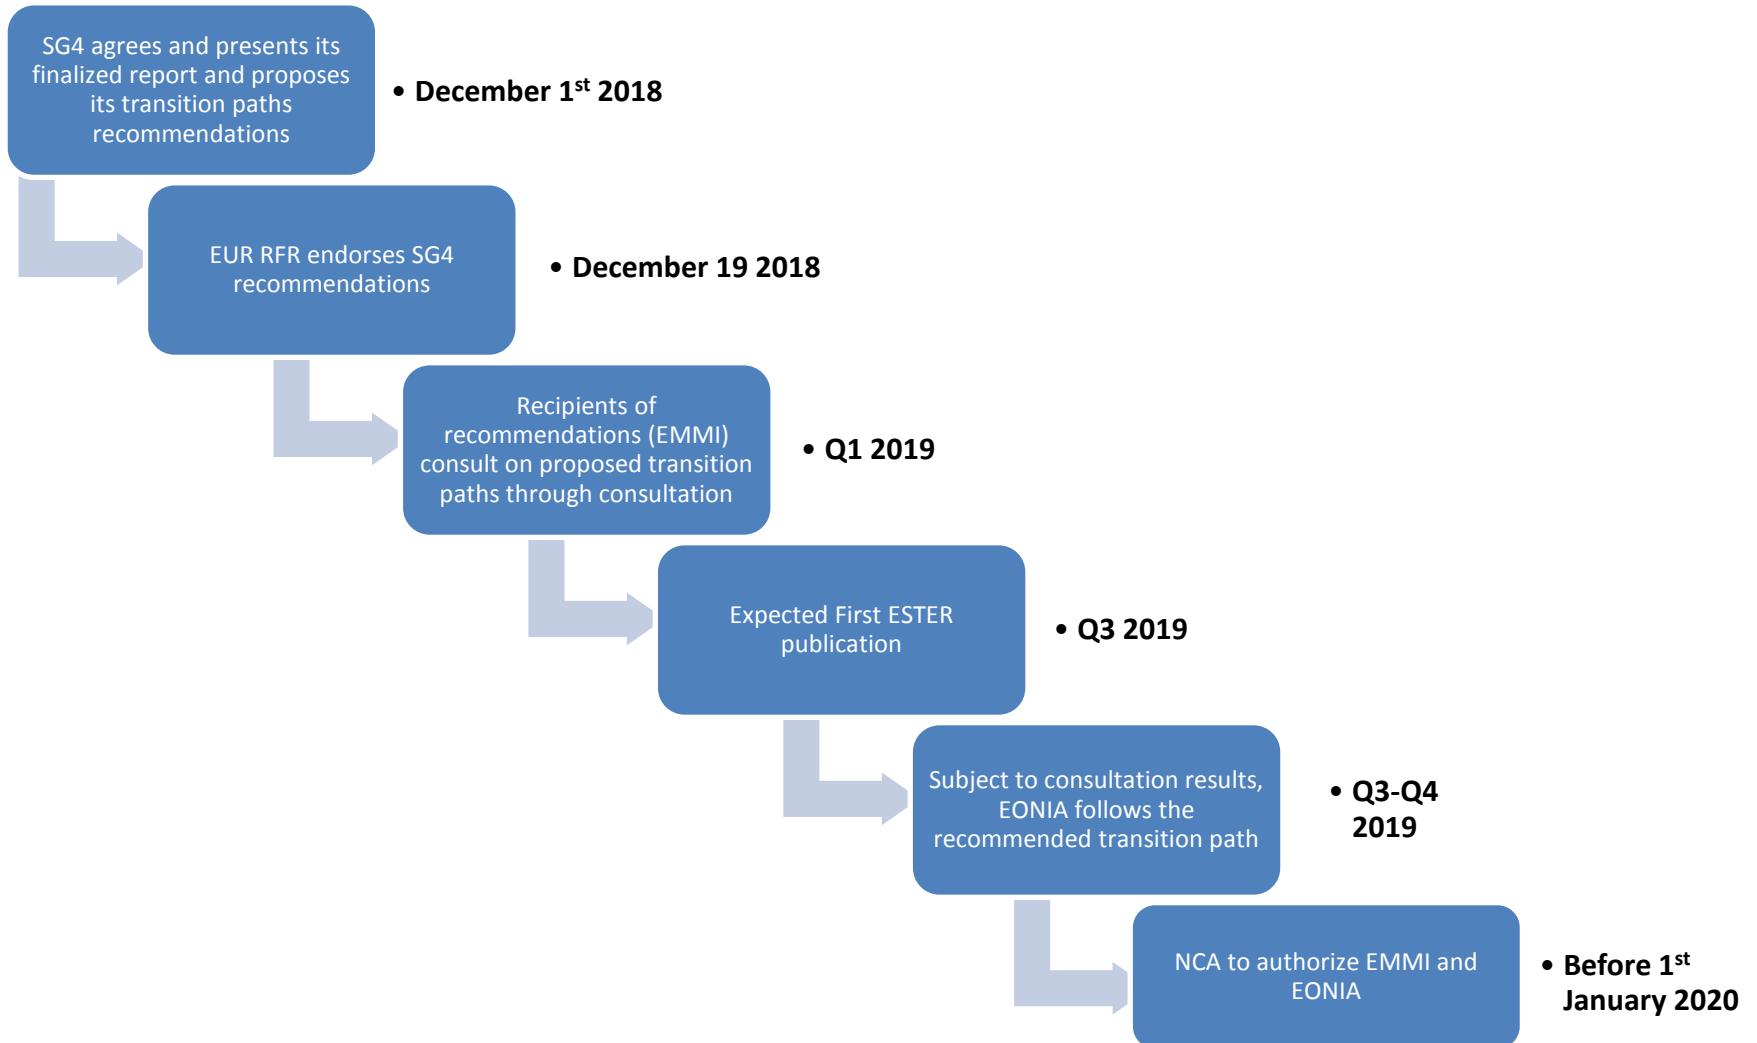 SG4 agrees and presents its
finalized report and proposes
its transition paths
recommendations
• December 1st 2018
EUR RFR endorses SG4
recommendations
• December 19 2018
Recipients of
recommendations (EMMI)
consult on proposed transition
paths through consultation
• Q1 2019
Expected First ESTER
publication
• Q3 2019
Subject to consultation results,
EONIA follows the
recommended transition path
• Q3-Q4
2019
NCA to authorize EMMI and
EONIA
• Before 1st
January 2020